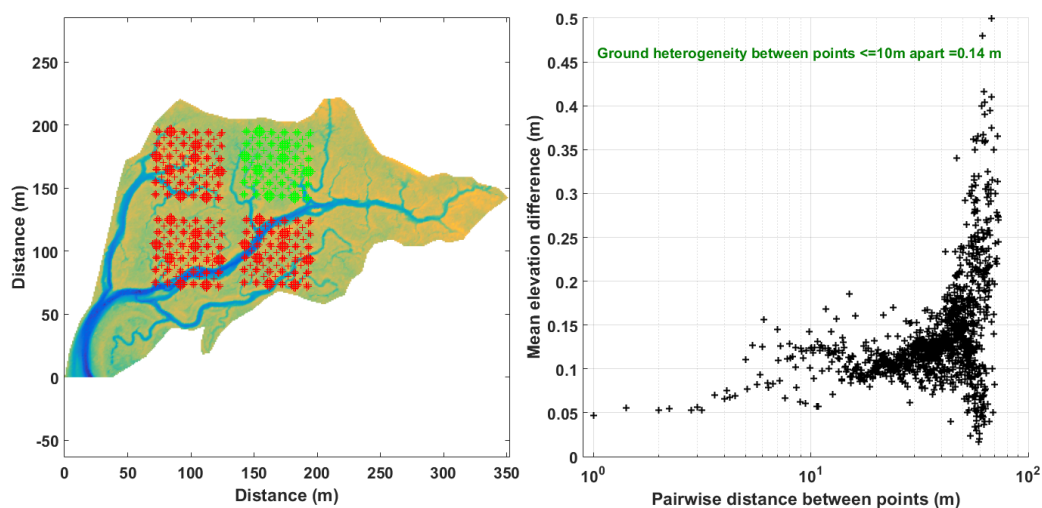 250
200
150
100
50
0
-50
Distance (m)
0 50 100 150 200 250 300 350
Distance (m)
0.5
0.45
0.4
0.35
0.3
0.25
0.2
0.15
0.1
0.05
0
Mean elevation difference (m)
Ground heterogeneity between points <=10m apart =0.14 m
10^0 10^1 10^2
Pairwise distance between points (m)